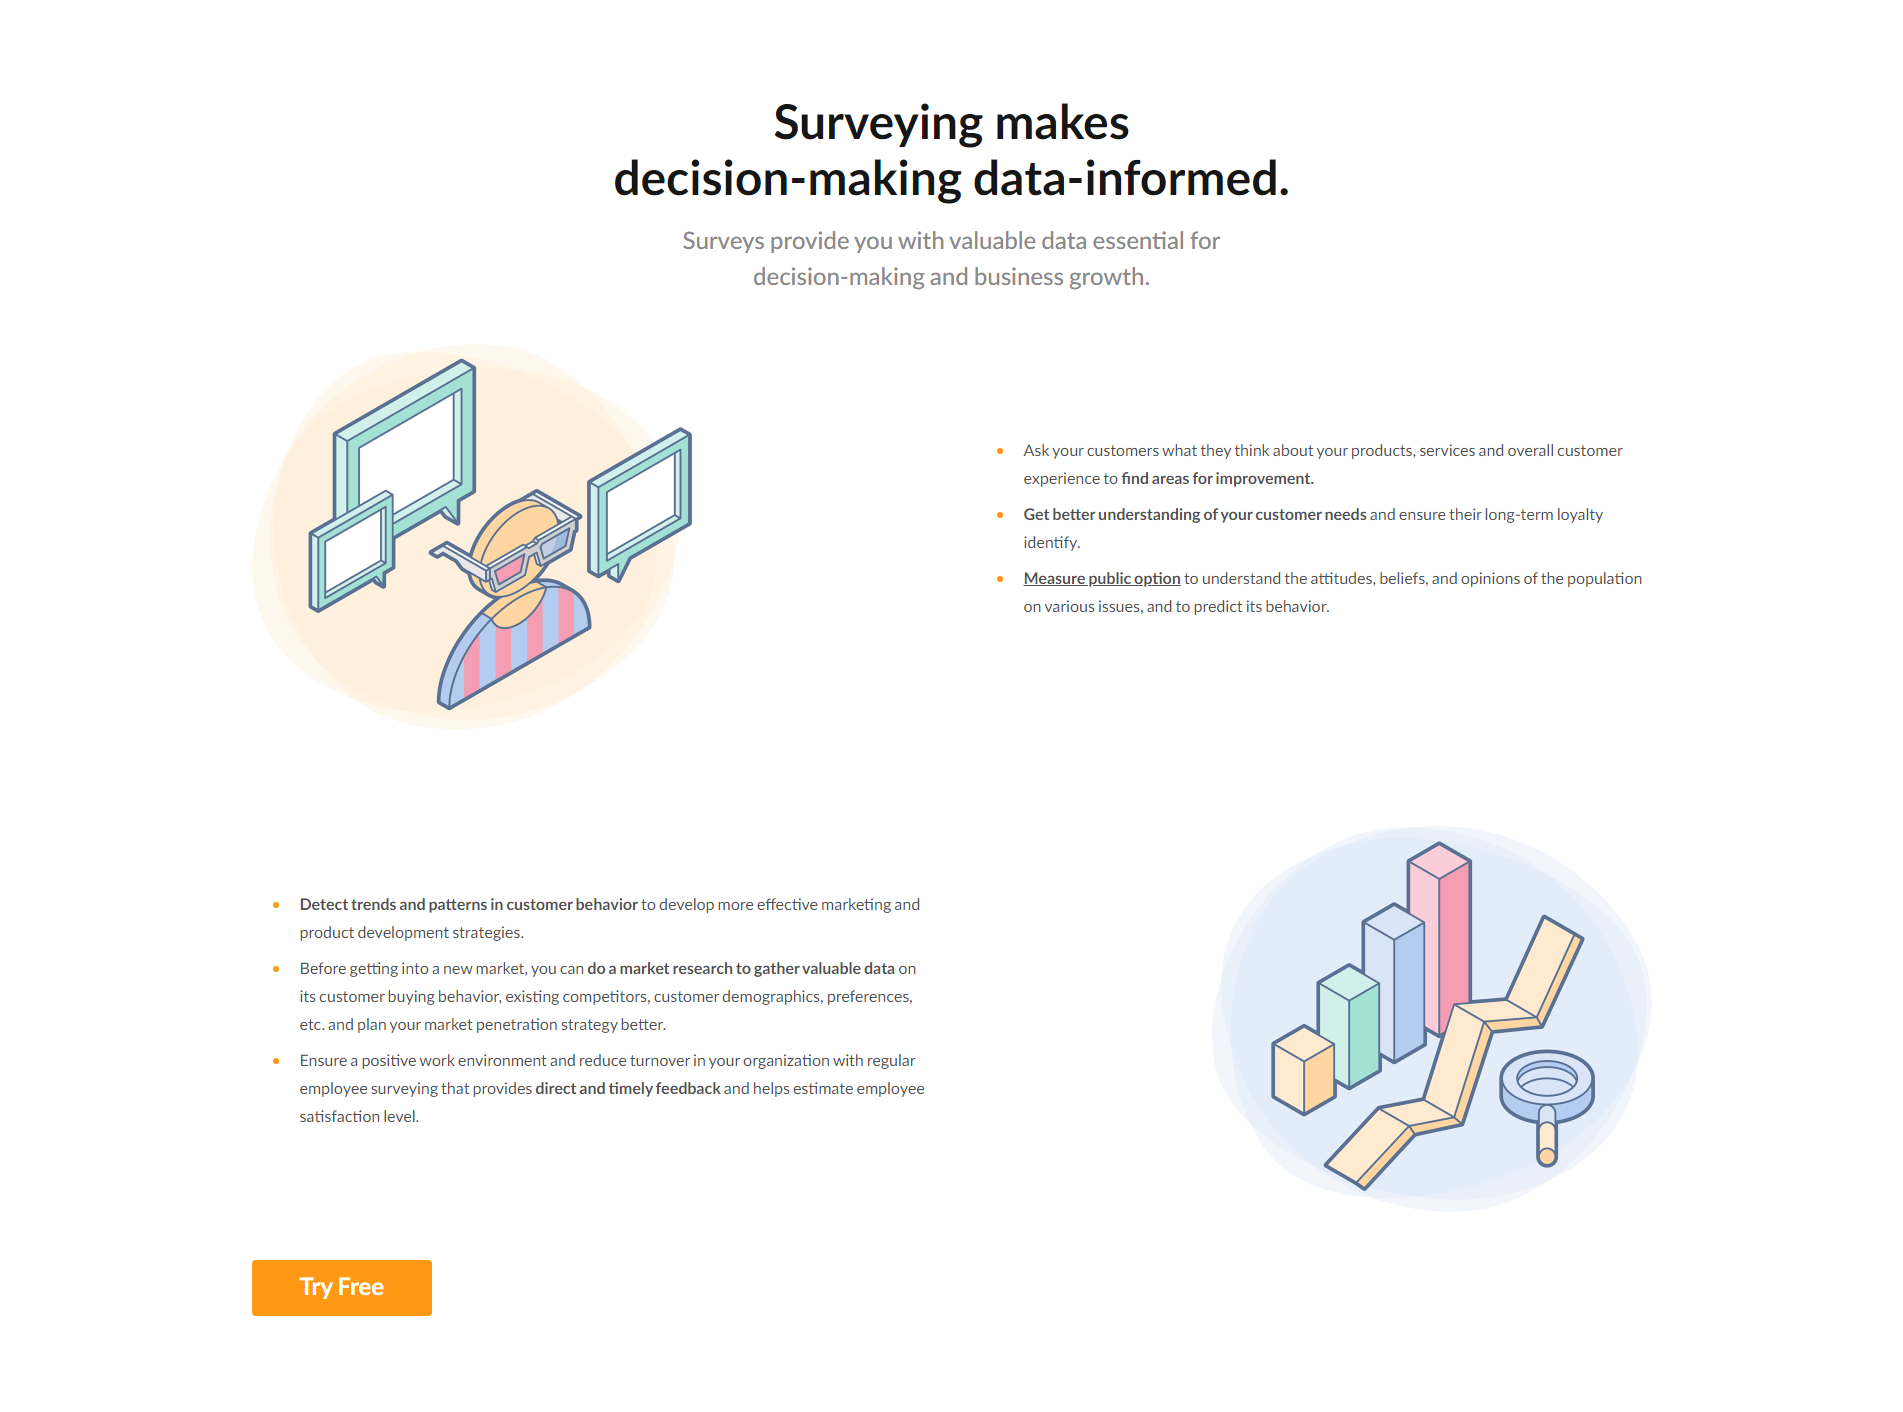 Surveying makes
decision-making data-informed.
Surveys provide you with valuable data essential for
decision-making and business growth.
Ask your customers what they think about your products, services and overall customer
experience to find areas for improvement.
Get better understanding of your customer needs and ensure their long-term loyalty
identify.
Measure public option to understand the attitudes, beliefs, and opinions of the population
on various issues, and to predict its behavior.
Detect trends and patterns in customer behavior to develop more effective marketing and
product development strategies.
Before getting into a new market, you can do a market research to gather valuable data on
its customer buying behavior, existing competitors, customer demographics, preferences,
etc. and plan your market penetration strategy better.
Ensure a positive work environment and reduce turnover in your organization with regular
employee surveying that provides direct and timely feedback and helps estimate employee
satisfaction level.
Try Free